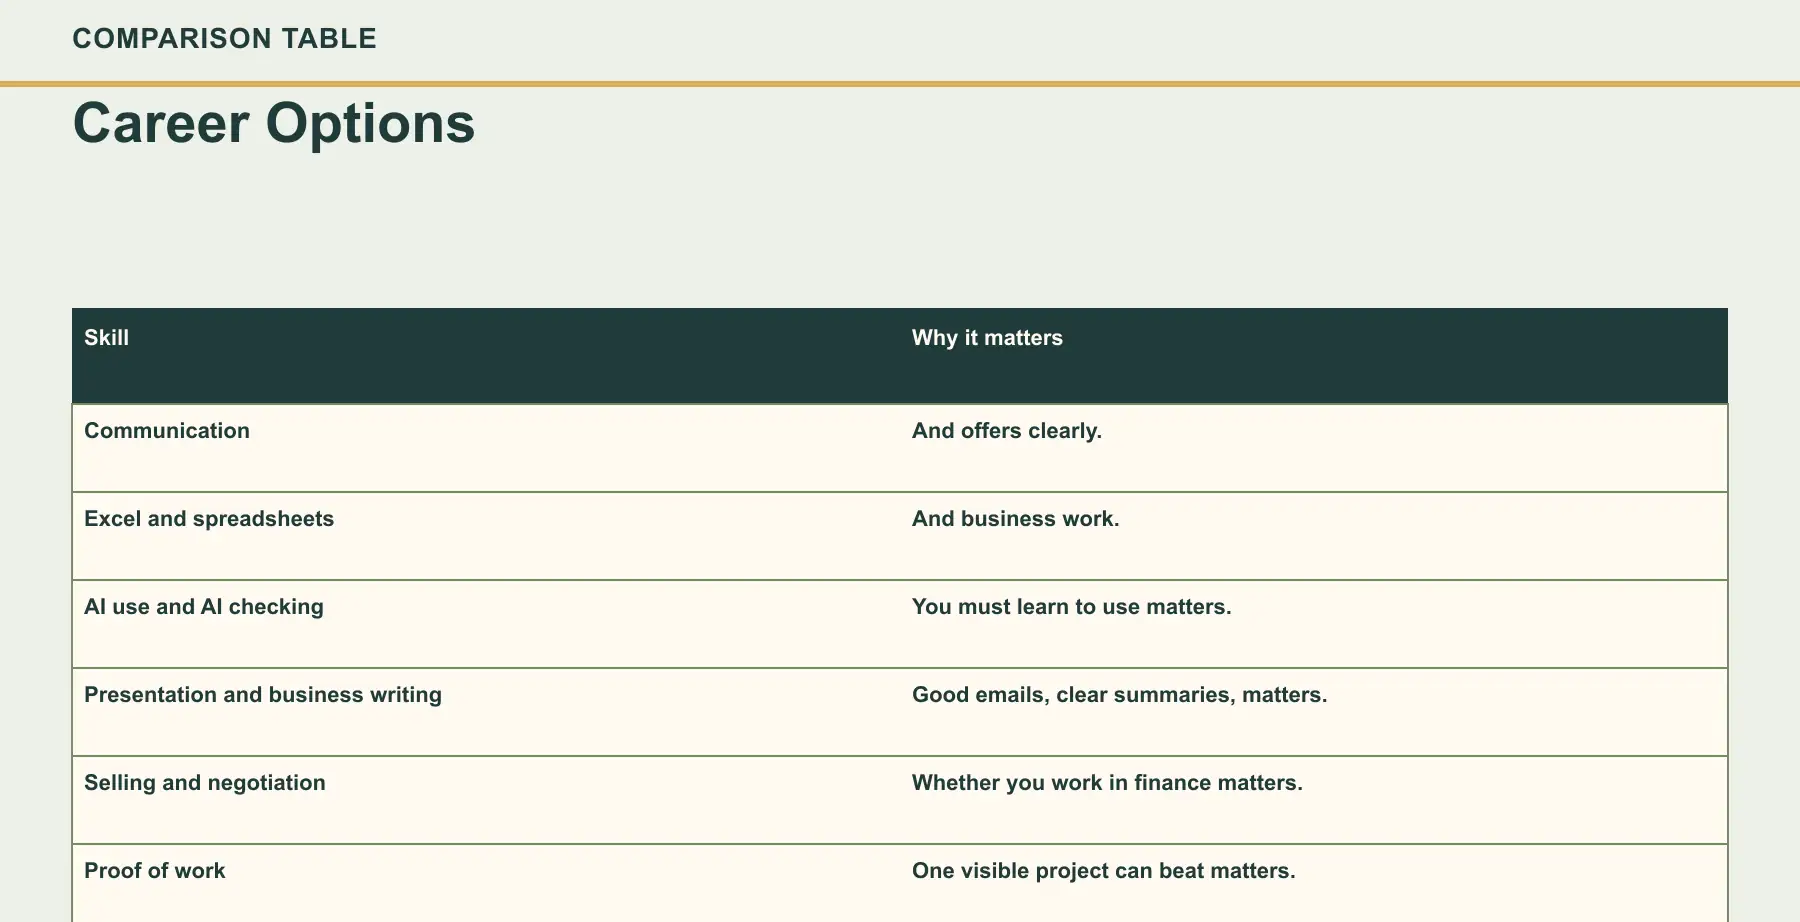 COMPARISON TABLE
Career Options
Skill Why it matters
Communication And offers clearly.
Excel and spreadsheets And business work.
AI use and AI checking You must learn to use matters.
Presentation and business writing Good emails, clear summaries, matters.
Selling and negotiation Whether you work in finance matters.
Proof of work One visible project can beat matters.